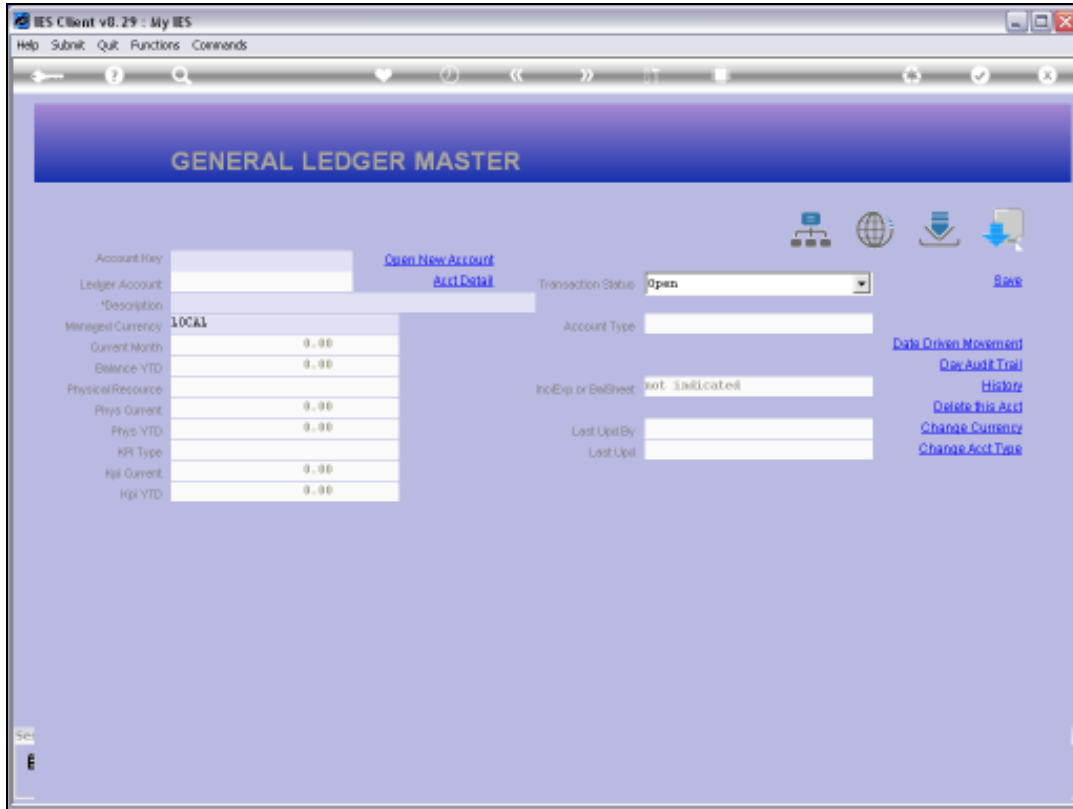 IES Client v8.29 : My IES
Help Submit Quit Functions Commands
GENERAL LEDGER MASTER
Account Key
Open New Account
Ledger Account
Acct Detail
Transaction Status
Open
Save
*Description
Managed Currency
LOCAL
Account Type
Current Month
0.00
Date Driven Movement
Balance YTD
0.00
Day Audit Trail
Physical Resource
Inc/Exp or BalSheet
not indicated
History
Phys Current
0.00
Delete this Acct
Phys YTD
0.00
Last Upd By
Change Currency
KPI Type
Last Upd
Change Acct Type
Kpi Current
0.00
Kpi YTD
0.00